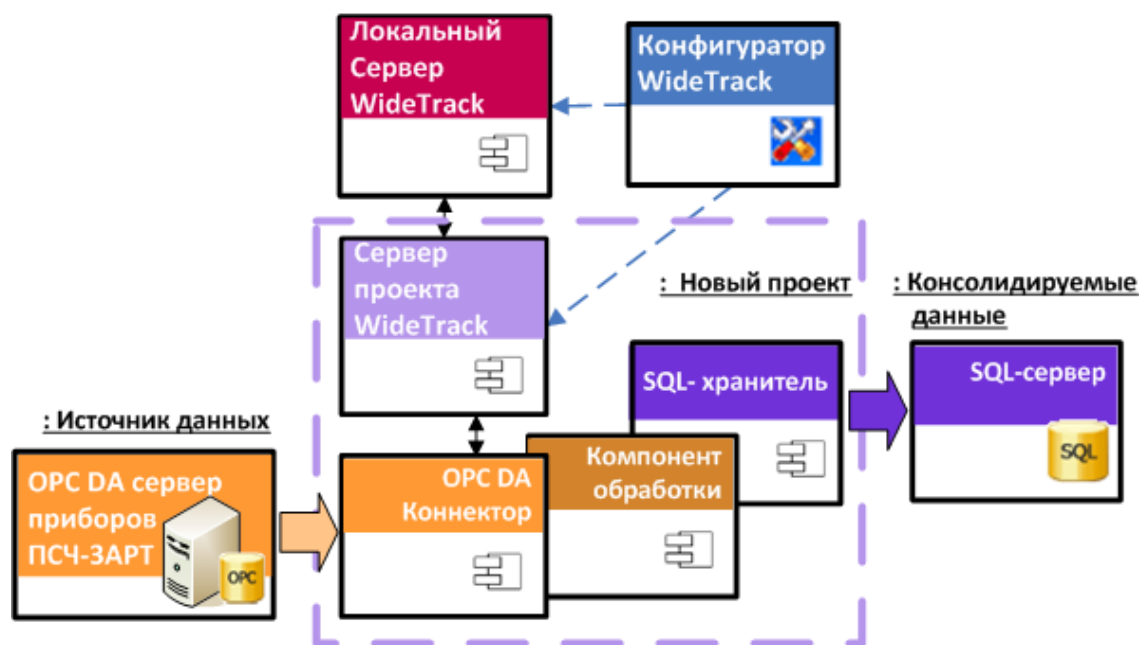 Локальный
Сервер
WideTrack
Конфигуратор
WideTrack
Сервер
проекта
WideTrack
: Новый проект
: Консолидируемые
данные
SQL- хранитель
SQL-сервер
SQL
: Источник данных
OPC DA сервер
приборов
ПСЧ-3АРТ
OPC
OPC DA
Коннектор
Компонент
обработки